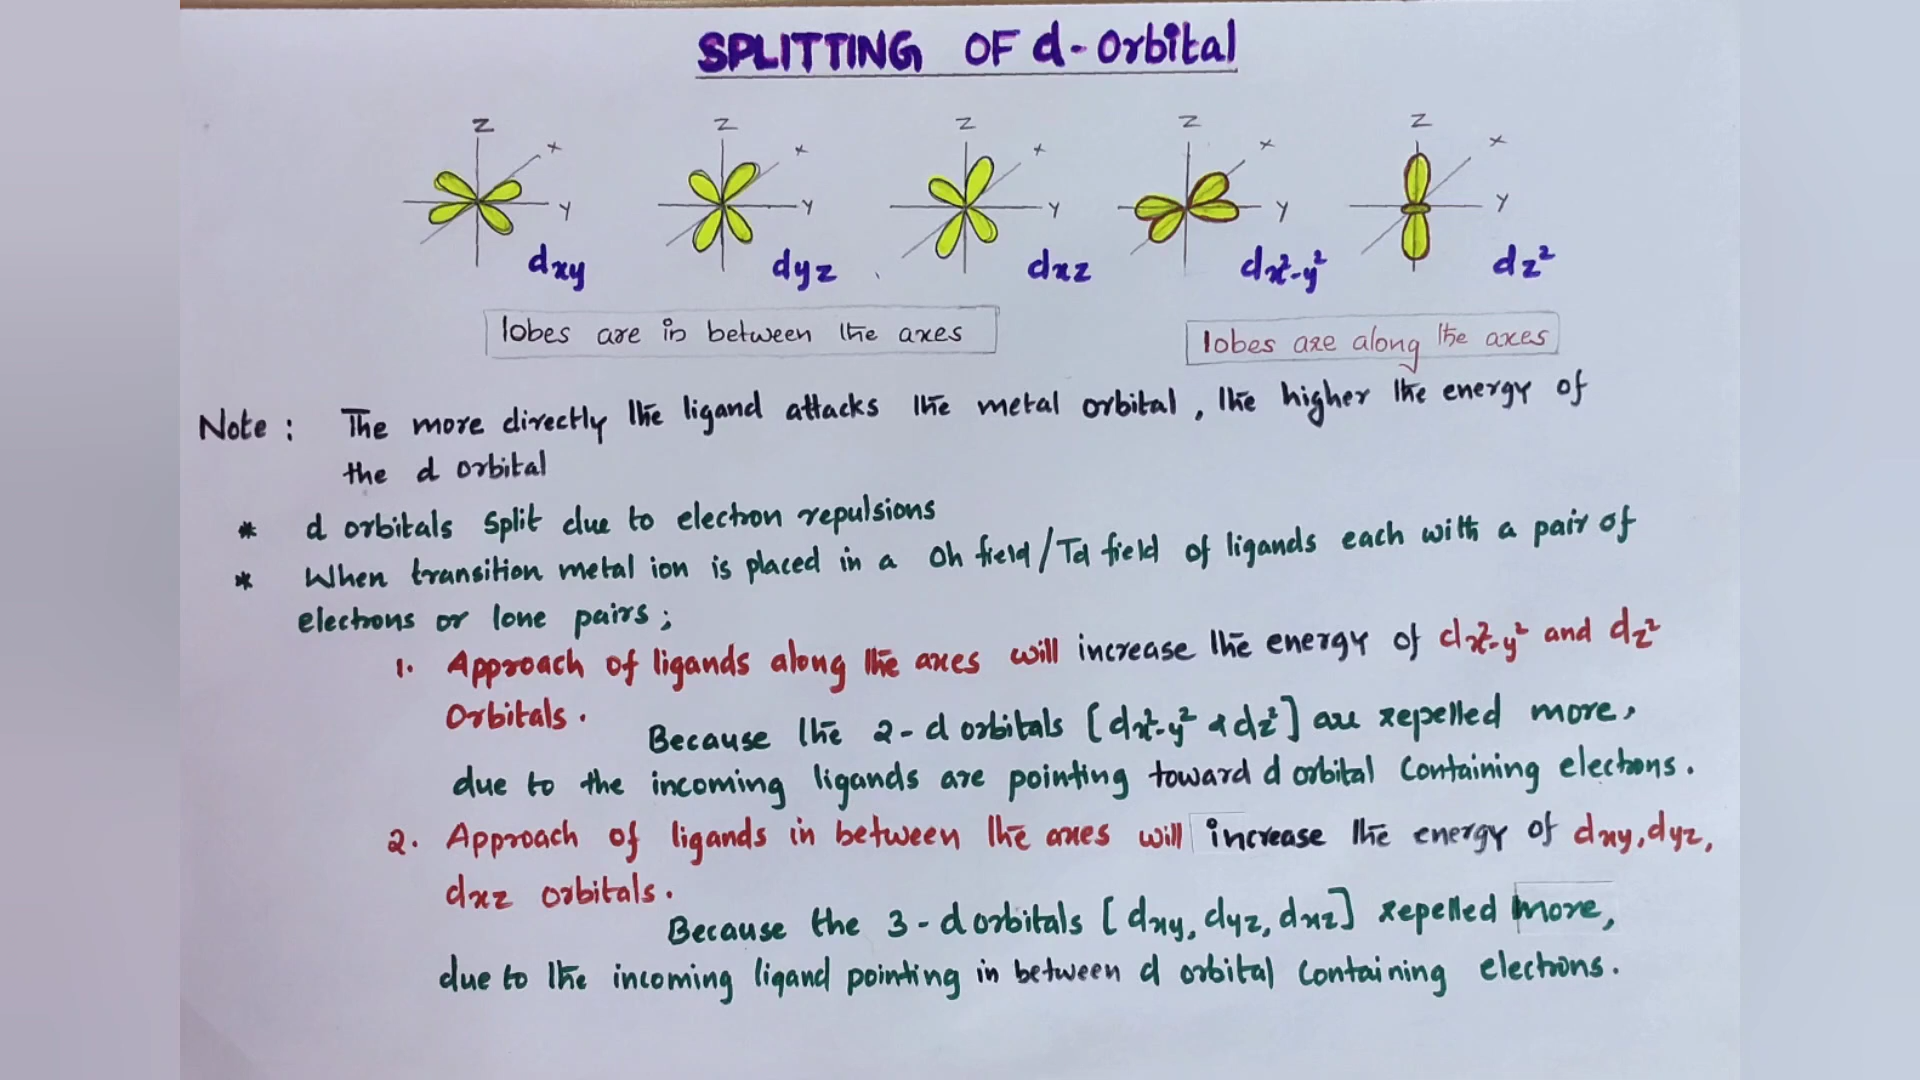 SPLITTING OF d-orbital
Z Z Z Z Z
x x x x x
Y Y Y Y Y
dxy dyz dxz dx²-y² dz²
lobes are in between the axes
lobes are along the axes
Note : The more directly the ligand attacks the metal orbital, the higher the energy of
the d orbital
* d orbitals split due to electron repulsions
* When transition metal ion is placed in a Oh field/Td field of ligands each with a pair of
electrons or lone pairs;
1. Approach of ligands along the axes will increase the energy of dx²-y² and dz²
Orbitals.
Because the 2-d orbitals [dx²-y² & dz²] are repelled more,
due to the incoming ligands are pointing toward d orbital containing electrons.
2. Approach of ligands in between the axes will increase the energy of dxy, dyz,
dxz orbitals.
Because the 3-d orbitals [dxy, dyz, dxz] repelled more,
due to the incoming ligand pointing in between d orbital containing electrons.